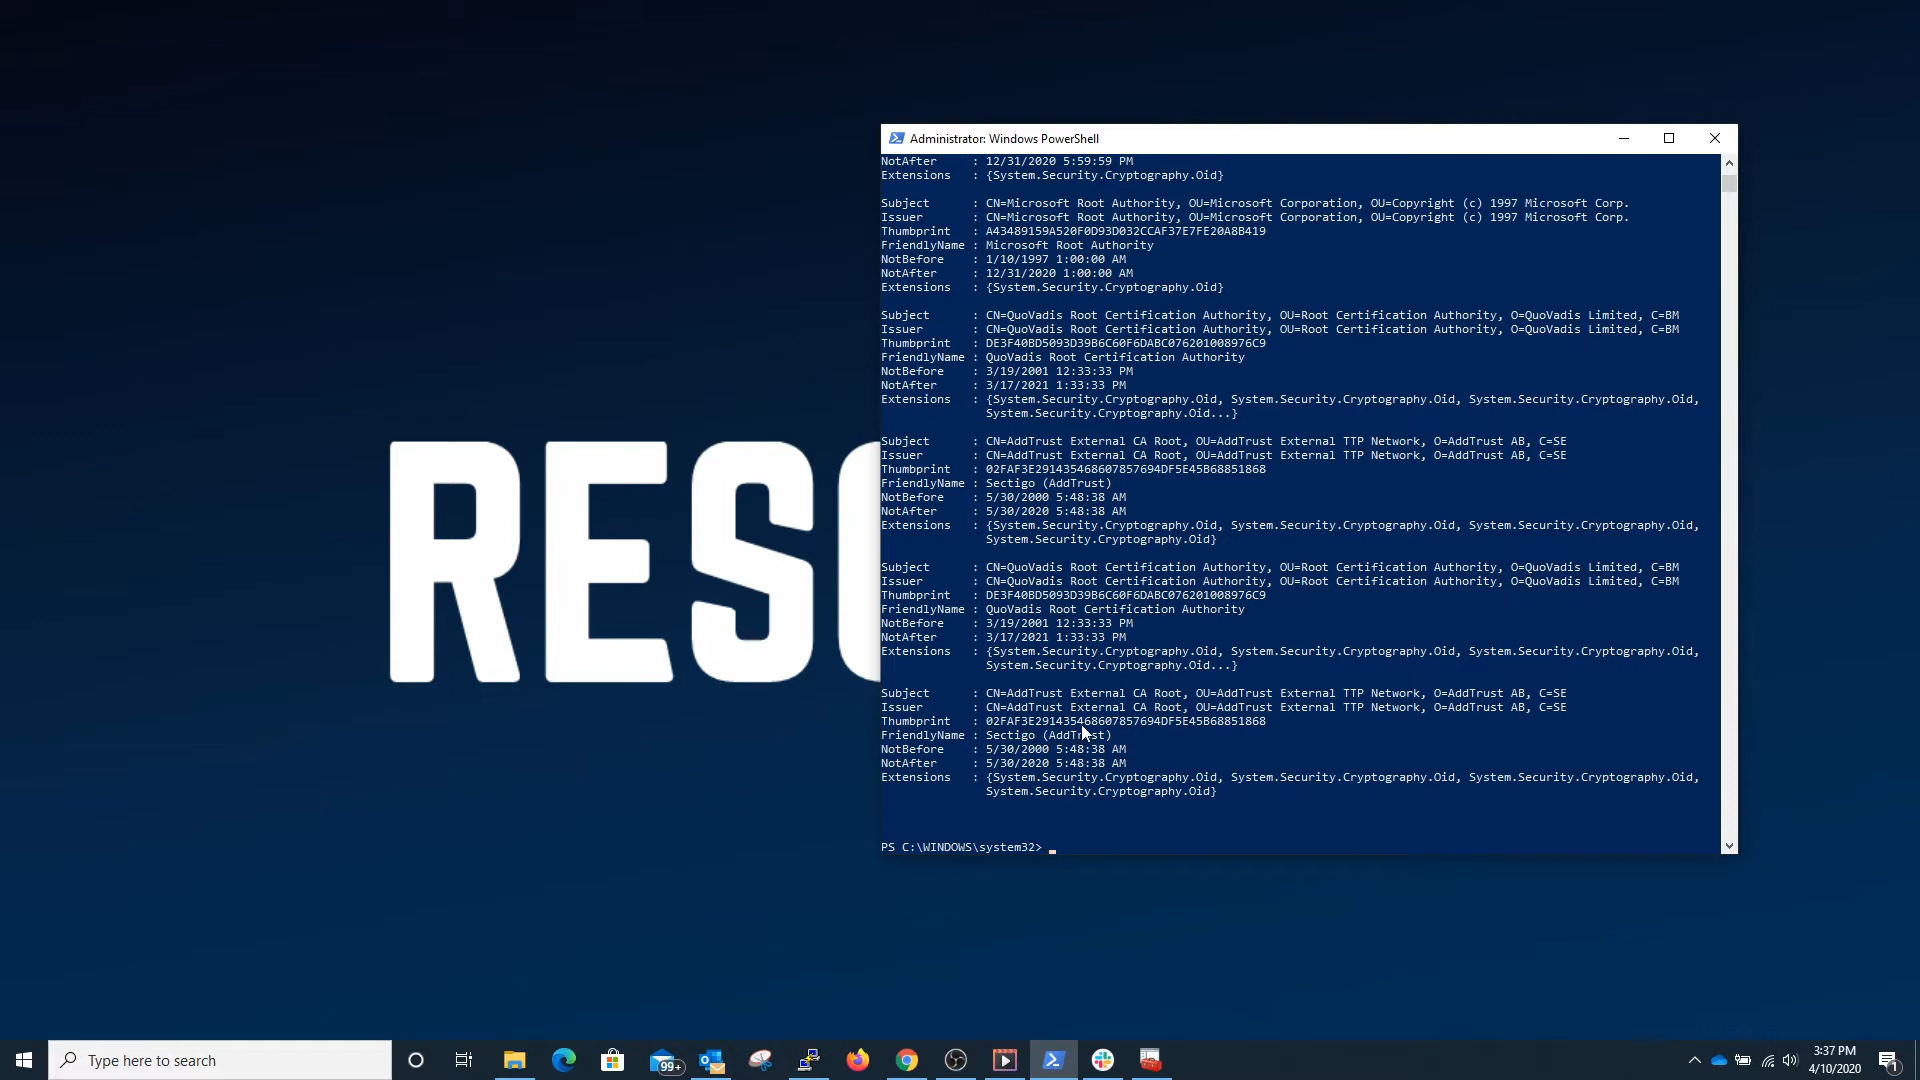 Administrator: Windows PowerShell
NotAfter     : 12/31/2020 5:59:59 PM
Extensions   : {System.Security.Cryptography.Oid}
Subject      : CN=Microsoft Root Authority, OU=Microsoft Corporation, OU=Copyright (c) 1997 Microsoft Corp.
Issuer       : CN=Microsoft Root Authority, OU=Microsoft Corporation, OU=Copyright (c) 1997 Microsoft Corp.
Thumbprint   : A43489159A520F0D93D032CCAF37E7FE20A8B419
FriendlyName : Microsoft Root Authority
NotBefore    : 1/10/1997 1:00:00 AM
NotAfter     : 12/31/2020 1:00:00 AM
Extensions   : {System.Security.Cryptography.Oid}
Subject      : CN=QuoVadis Root Certification Authority, OU=Root Certification Authority, O=QuoVadis Limited, C=BM
Issuer       : CN=QuoVadis Root Certification Authority, OU=Root Certification Authority, O=QuoVadis Limited, C=BM
Thumbprint   : DE3F40BD5093D39B6C60F6DABC076201008976C9
FriendlyName : QuoVadis Root Certification Authority
NotBefore    : 3/19/2001 12:33:33 PM
NotAfter     : 3/17/2021 1:33:33 PM
Extensions   : {System.Security.Cryptography.Oid, System.Security.Cryptography.Oid, System.Security.Cryptography.Oid,
System.Security.Cryptography.Oid...}
Subject      : CN=AddTrust External CA Root, OU=AddTrust External TTP Network, O=AddTrust AB, C=SE
Issuer       : CN=AddTrust External CA Root, OU=AddTrust External TTP Network, O=AddTrust AB, C=SE
Thumbprint   : 02FAF3E291435468607857694DF5E45B68851868
FriendlyName : Sectigo (AddTrust)
NotBefore    : 5/30/2000 5:48:38 AM
NotAfter     : 5/30/2020 5:48:38 AM
Extensions   : {System.Security.Cryptography.Oid, System.Security.Cryptography.Oid, System.Security.Cryptography.Oid,
System.Security.Cryptography.Oid}
Subject      : CN=QuoVadis Root Certification Authority, OU=Root Certification Authority, O=QuoVadis Limited, C=BM
Issuer       : CN=QuoVadis Root Certification Authority, OU=Root Certification Authority, O=QuoVadis Limited, C=BM
Thumbprint   : DE3F40BD5093D39B6C60F6DABC076201008976C9
FriendlyName : QuoVadis Root Certification Authority
NotBefore    : 3/19/2001 12:33:33 PM
NotAfter     : 3/17/2021 1:33:33 PM
Extensions   : {System.Security.Cryptography.Oid, System.Security.Cryptography.Oid, System.Security.Cryptography.Oid,
System.Security.Cryptography.Oid...}
Subject      : CN=AddTrust External CA Root, OU=AddTrust External TTP Network, O=AddTrust AB, C=SE
Issuer       : CN=AddTrust External CA Root, OU=AddTrust External TTP Network, O=AddTrust AB, C=SE
Thumbprint   : 02FAF3E291435468607857694DF5E45B68851868
FriendlyName : Sectigo (AddTrust)
NotBefore    : 5/30/2000 5:48:38 AM
NotAfter     : 5/30/2020 5:48:38 AM
Extensions   : {System.Security.Cryptography.Oid, System.Security.Cryptography.Oid, System.Security.Cryptography.Oid,
System.Security.Cryptography.Oid}
PS C:\WINDOWS\system32>
RES
Type here to search
99+
3:37 PM
4/10/2020
1